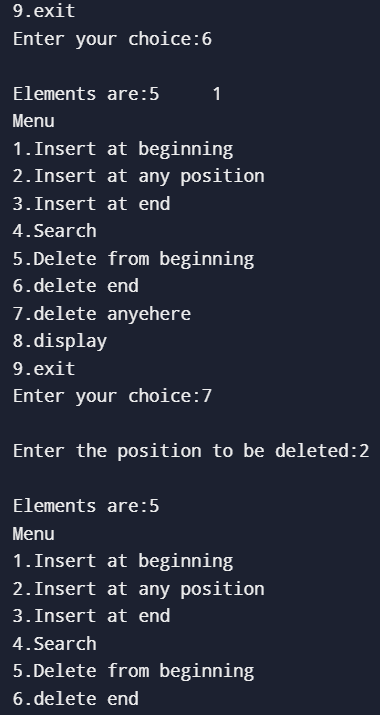 9.exit
Enter your choice:6
Elements are:5     1
Menu
1.Insert at beginning
2.Insert at any position
3.Insert at end
4.Search
5.Delete from beginning
6.delete end
7.delete anyehere
8.display
9.exit
Enter your choice:7
Enter the position to be deleted:2
Elements are:5
Menu
1.Insert at beginning
2.Insert at any position
3.Insert at end
4.Search
5.Delete from beginning
6.delete end